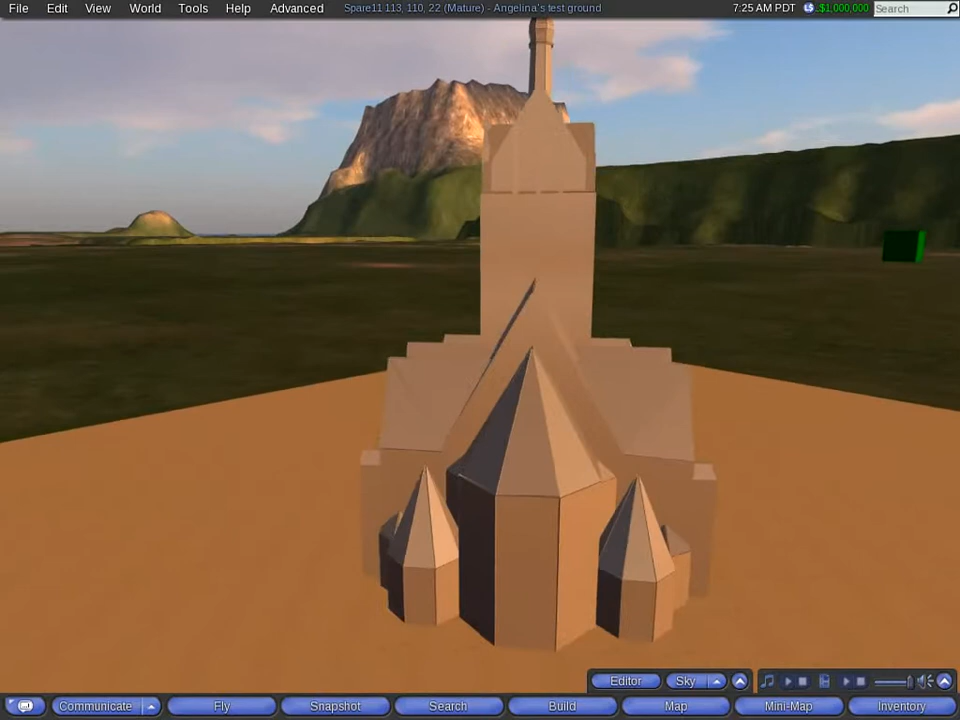 File Edit View World Tools Help Advanced Spare11 113, 110, 22 (Mature) - Angelina's test ground 7:25 AM PDT L$ L$1,000,000 Search
Editor Sky
Communicate Fly Snapshot Search Build Map Mini-Map Inventory